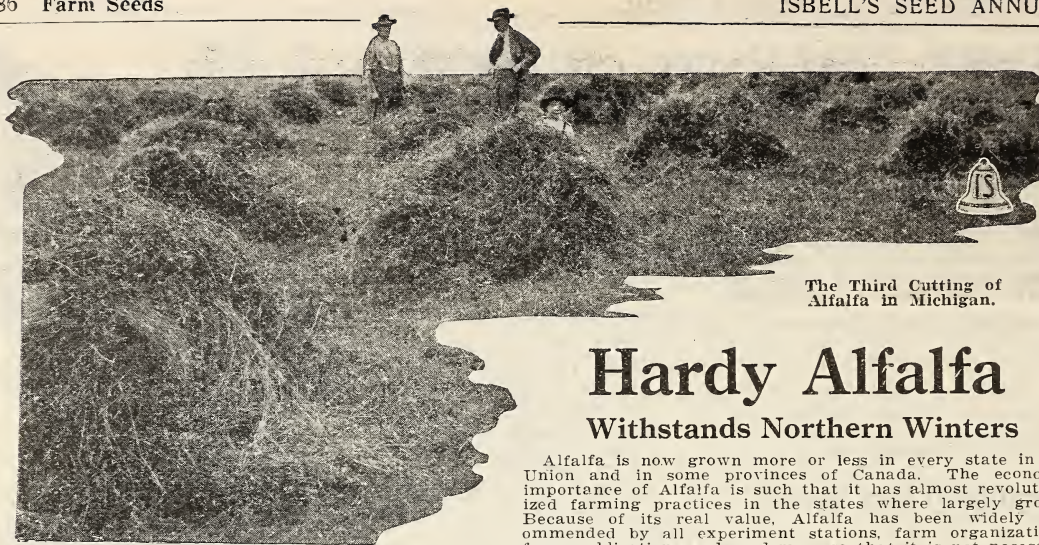 86 Farm Seeds
ISBELL'S SEED ANNU
IS
The Third Cutting of
Alfalfa in Michigan.
Hardy Alfalfa
Withstands Northern Winters
Alfalfa is now grown more or less in every state in
Union and in some provinces of Canada. The econo
importance of Alfalfa is such that it has almost revolut
ized farming practices in the states where largely gro
Because of its real value, Alfalfa has been widely
ommended by all experiment stations, farm organizati